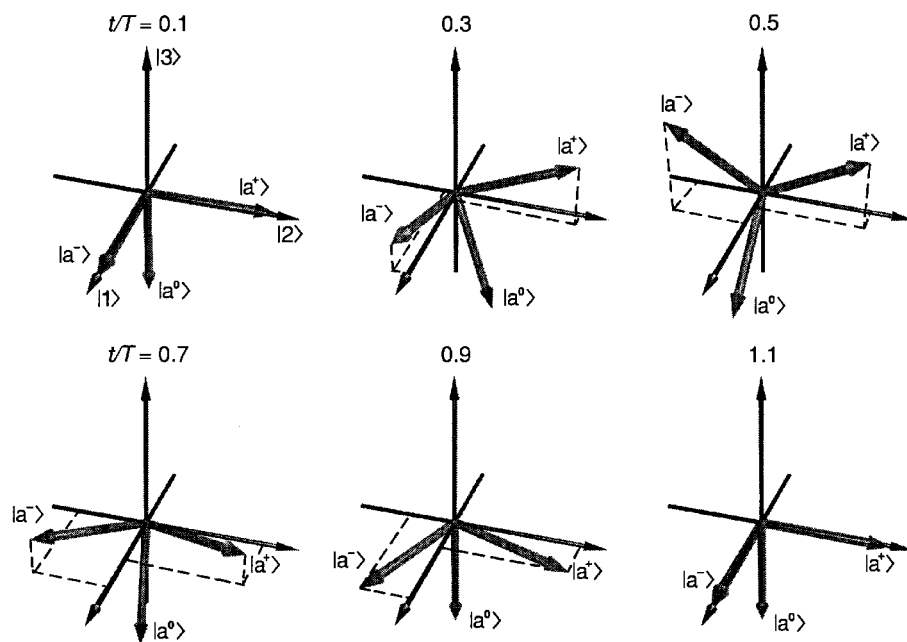 t/T = 0.1
|3⟩
|a⁺⟩
|2⟩
|a⁻⟩
|1⟩
|a⁰⟩
0.3
|a⁺⟩
|a⁻⟩
|a⁰⟩
0.5
|a⁻⟩
|a⁺⟩
|a⁰⟩
t/T = 0.7
|a⁻⟩
|a⁺⟩
|a⁰⟩
0.9
|a⁻⟩
|a⁺⟩
|a⁰⟩
1.1
|a⁻⟩
|a⁺⟩
|1⟩
|a⁰⟩